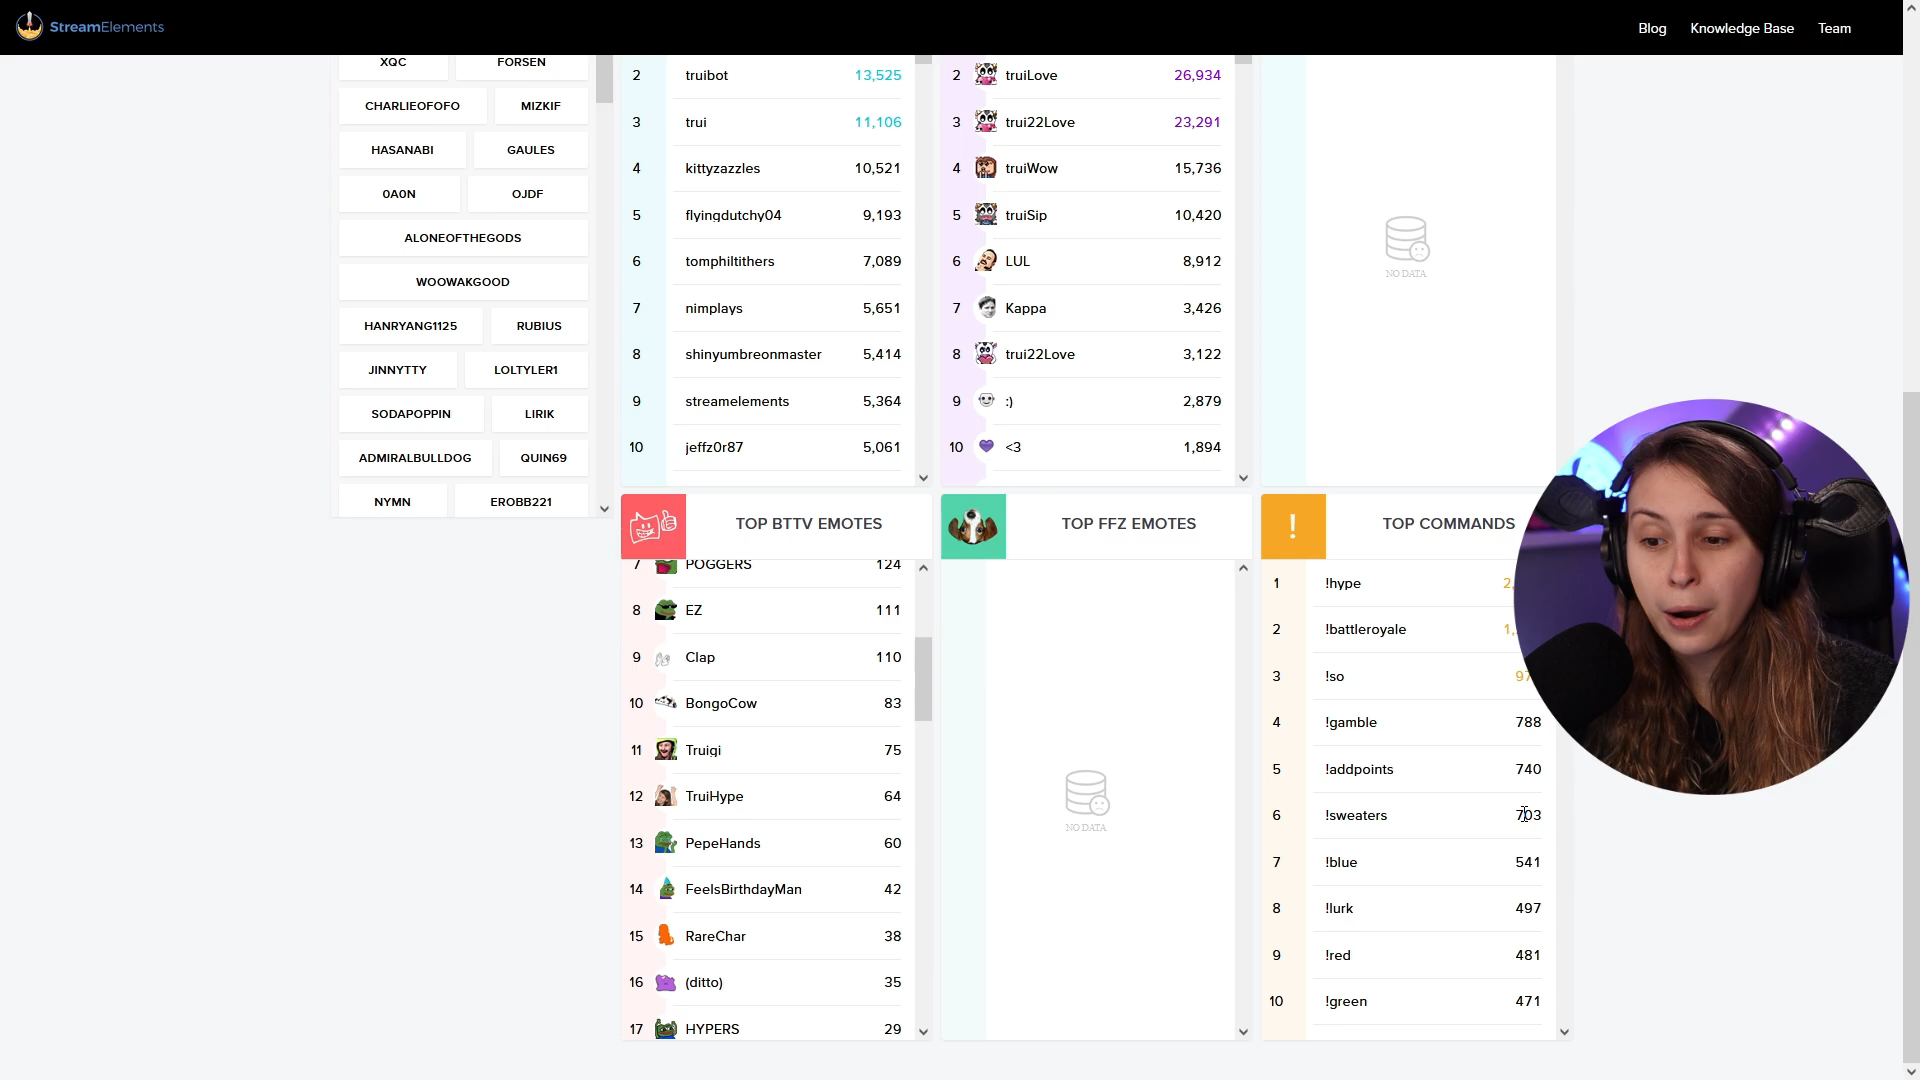 StreamElements
Blog
Knowledge Base
Team
XQC
FORSEN
CHARLIEOFOFO
MIZKIF
HASANABI
GAULES
0A0N
OJDF
ALONEOFTHEGODS
WOOWAKGOOD
HANRYANG1125
RUBIUS
JINNYTTY
LOLTYLER1
SODAPOPPIN
LIRIK
ADMIRALBULLDOG
QUIN69
NYMN
EROBB221
2 truibot 13,525
3 trui 11,106
4 kittyzazzles 10,521
5 flyingdutchy04 9,193
6 tomphiltithers 7,089
7 nimplays 5,651
8 shinyumbreonmaster 5,414
9 streamelements 5,364
10 jeffz0r87 5,061
2 truiLove 26,934
3 trui22Love 23,291
4 truiWow 15,736
5 truiSip 10,420
6 LUL 8,912
7 Kappa 3,426
8 trui22Love 3,122
9 :) 2,879
10 <3 1,894
NO DATA
TOP BTTV EMOTES
7 POGGERS 124
8 EZ 111
9 Clap 110
10 BongoCow 83
11 Truigi 75
12 TruiHype 64
13 PepeHands 60
14 FeelsBirthdayMan 42
15 RareChar 38
16 (ditto) 35
17 HYPERS 29
TOP FFZ EMOTES
NO DATA
! TOP COMMANDS
1 !hype
2 !battleroyale
3 !so
4 !gamble 788
5 !addpoints 740
6 !sweaters 703
7 !blue 541
8 !lurk 497
9 !red 481
10 !green 471